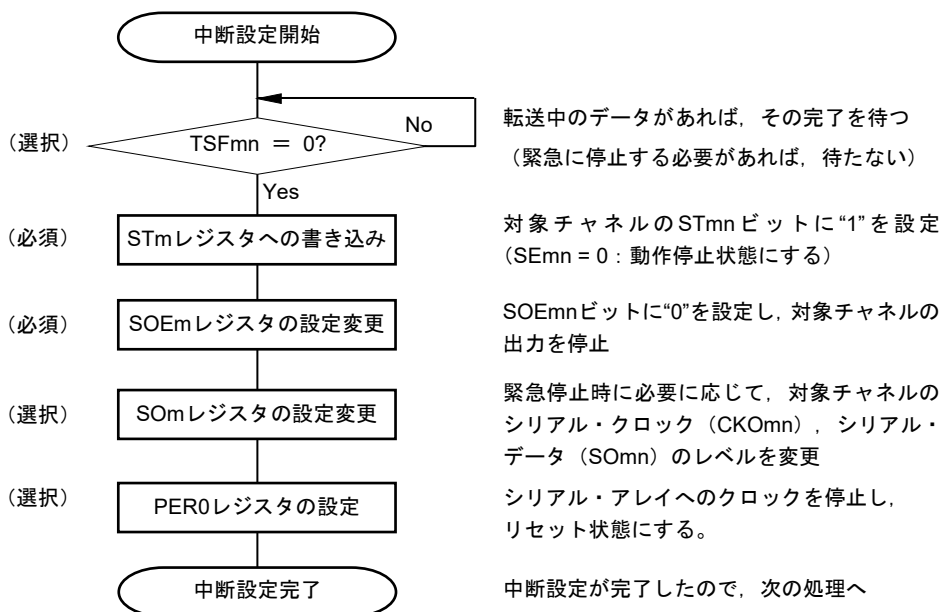 中断設定開始
(選択)
TSFmn ＝ 0?
No
転送中のデータがあれば，その完了を待つ
（緊急に停止する必要があれば，待たない）
Yes
(必須)
STmレジスタへの書き込み
対象チャネルのSTmnビットに“1”を設定
（SEmn = 0：動作停止状態にする）
(必須)
SOEmレジスタの設定変更
SOEmnビットに“0”を設定し，対象チャネルの
出力を停止
(選択)
SOmレジスタの設定変更
緊急停止時に必要に応じて，対象チャネルの
シリアル・クロック（CKOmn），シリアル・
データ（SOmn）のレベルを変更
(選択)
PER0レジスタの設定
シリアル・アレイへのクロックを停止し，
リセット状態にする。
中断設定完了
中断設定が完了したので，次の処理へ